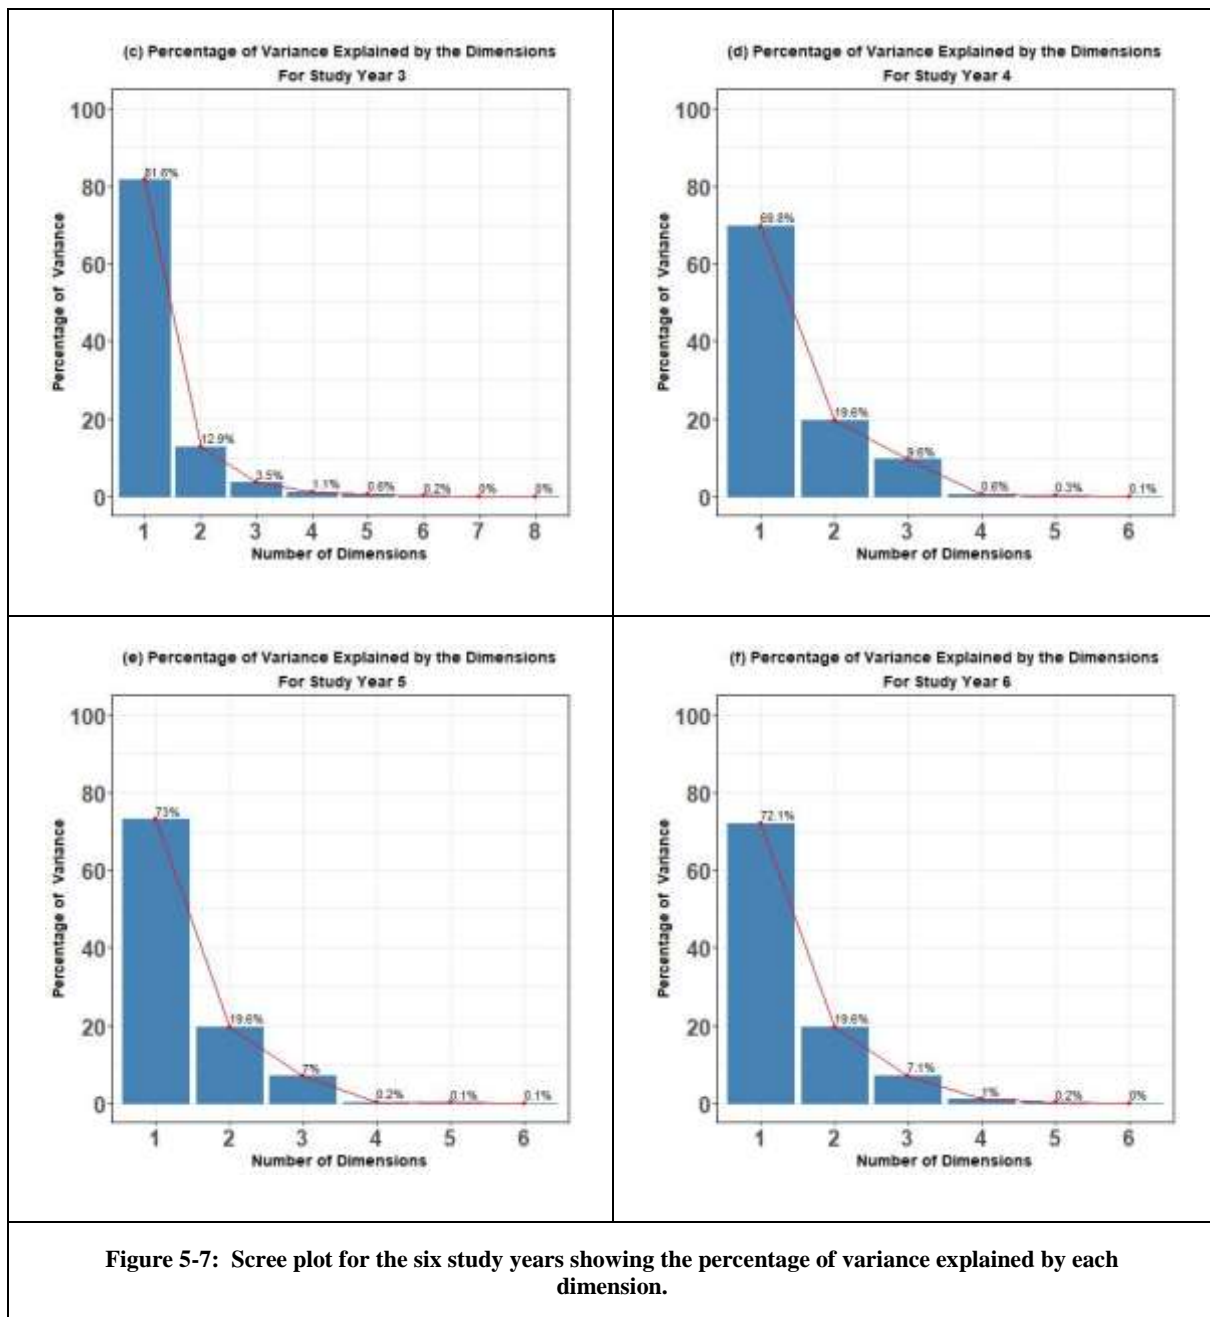 (c) Percentage of Variance Explained by the Dimensions
For Study Year 3
100
80
60
40
20
0
Percentage of Variance
81.6%
12.9%
3.5%
1.1%
0.6%
0.2%
0%
0%
1 2 3 4 5 6 7 8
Number of Dimensions
(d) Percentage of Variance Explained by the Dimensions
For Study Year 4
100
80
60
40
20
0
Percentage of Variance
69.8%
19.6%
9.6%
0.6%
0.3%
0.1%
1 2 3 4 5 6
Number of Dimensions
(e) Percentage of Variance Explained by the Dimensions
For Study Year 5
100
80
60
40
20
0
Percentage of Variance
73%
19.6%
7%
0.2%
0.1%
0.1%
1 2 3 4 5 6
Number of Dimensions
(f) Percentage of Variance Explained by the Dimensions
For Study Year 6
100
80
60
40
20
0
Percentage of Variance
72.1%
19.6%
7.1%
1%
0.2%
0%
1 2 3 4 5 6
Number of Dimensions
Figure 5-7: Scree plot for the six study years showing the percentage of variance explained by each
dimension.